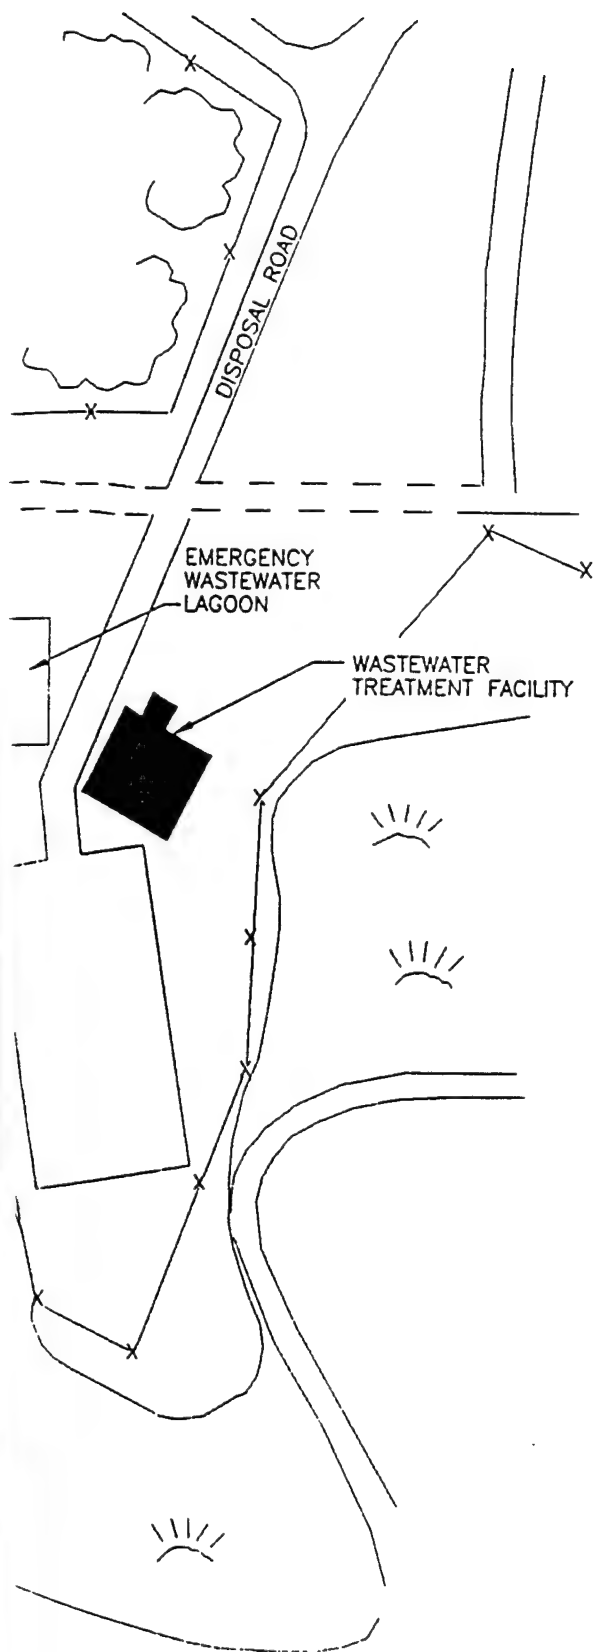 DISPOSAL ROAD
EMERGENCY
WASTEWATER
LAGOON
WASTEWATER
TREATMENT FACILITY